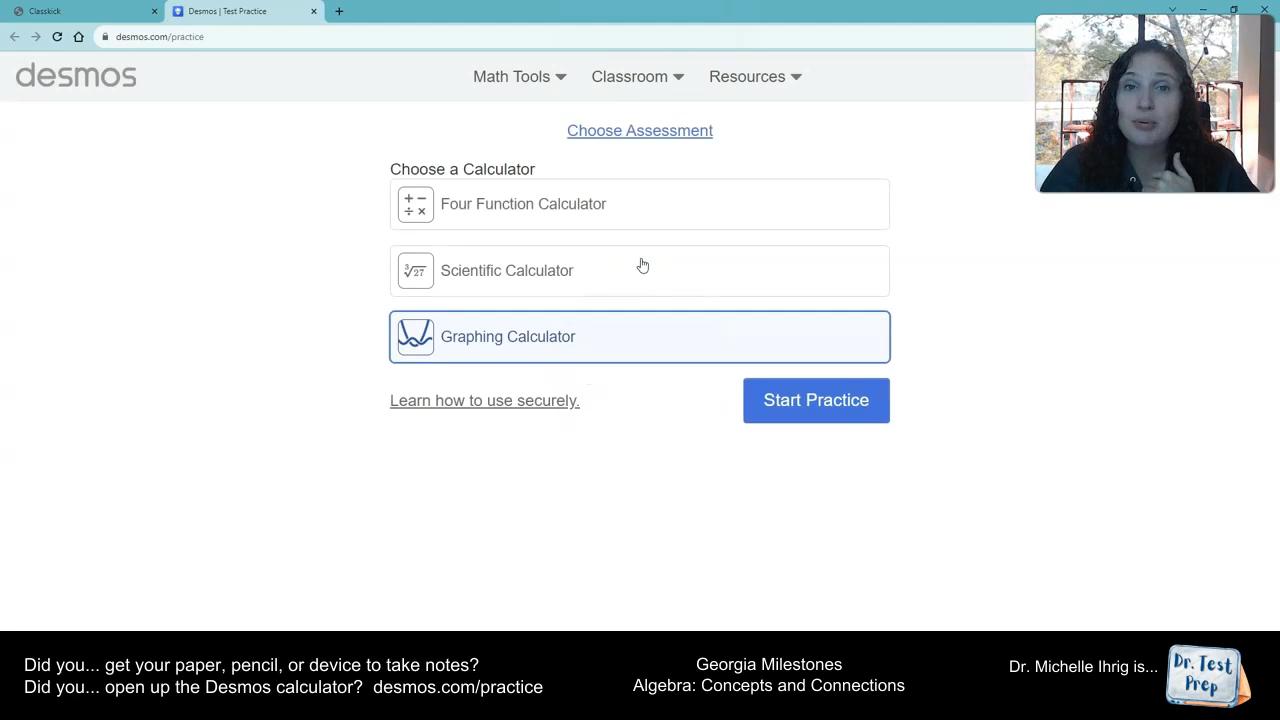 Classkick
Desmos | Test Practice
desmos.com/practice
desmos
Math Tools
Classroom
Resources
Choose Assessment
Choose a Calculator
+ − ÷ ×
Four Function Calculator
∛27
Scientific Calculator
Graphing Calculator
Learn how to use securely.
Start Practice
Did you... get your paper, pencil, or device to take notes?
Did you... open up the Desmos calculator? desmos.com/practice
Georgia Milestones
Algebra: Concepts and Connections
Dr. Michelle Ihrig is...
Dr. Test
Prep